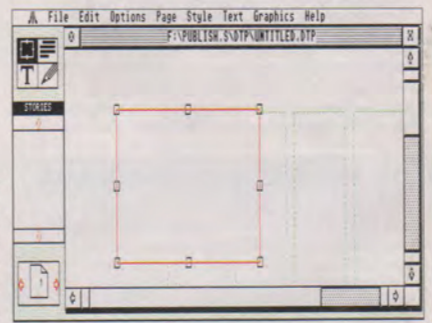 File Edit Options Page Style Text Graphics Help
F:\PUBLISH.S\DTP\UNTITLED.DTP
T
STORIES
1